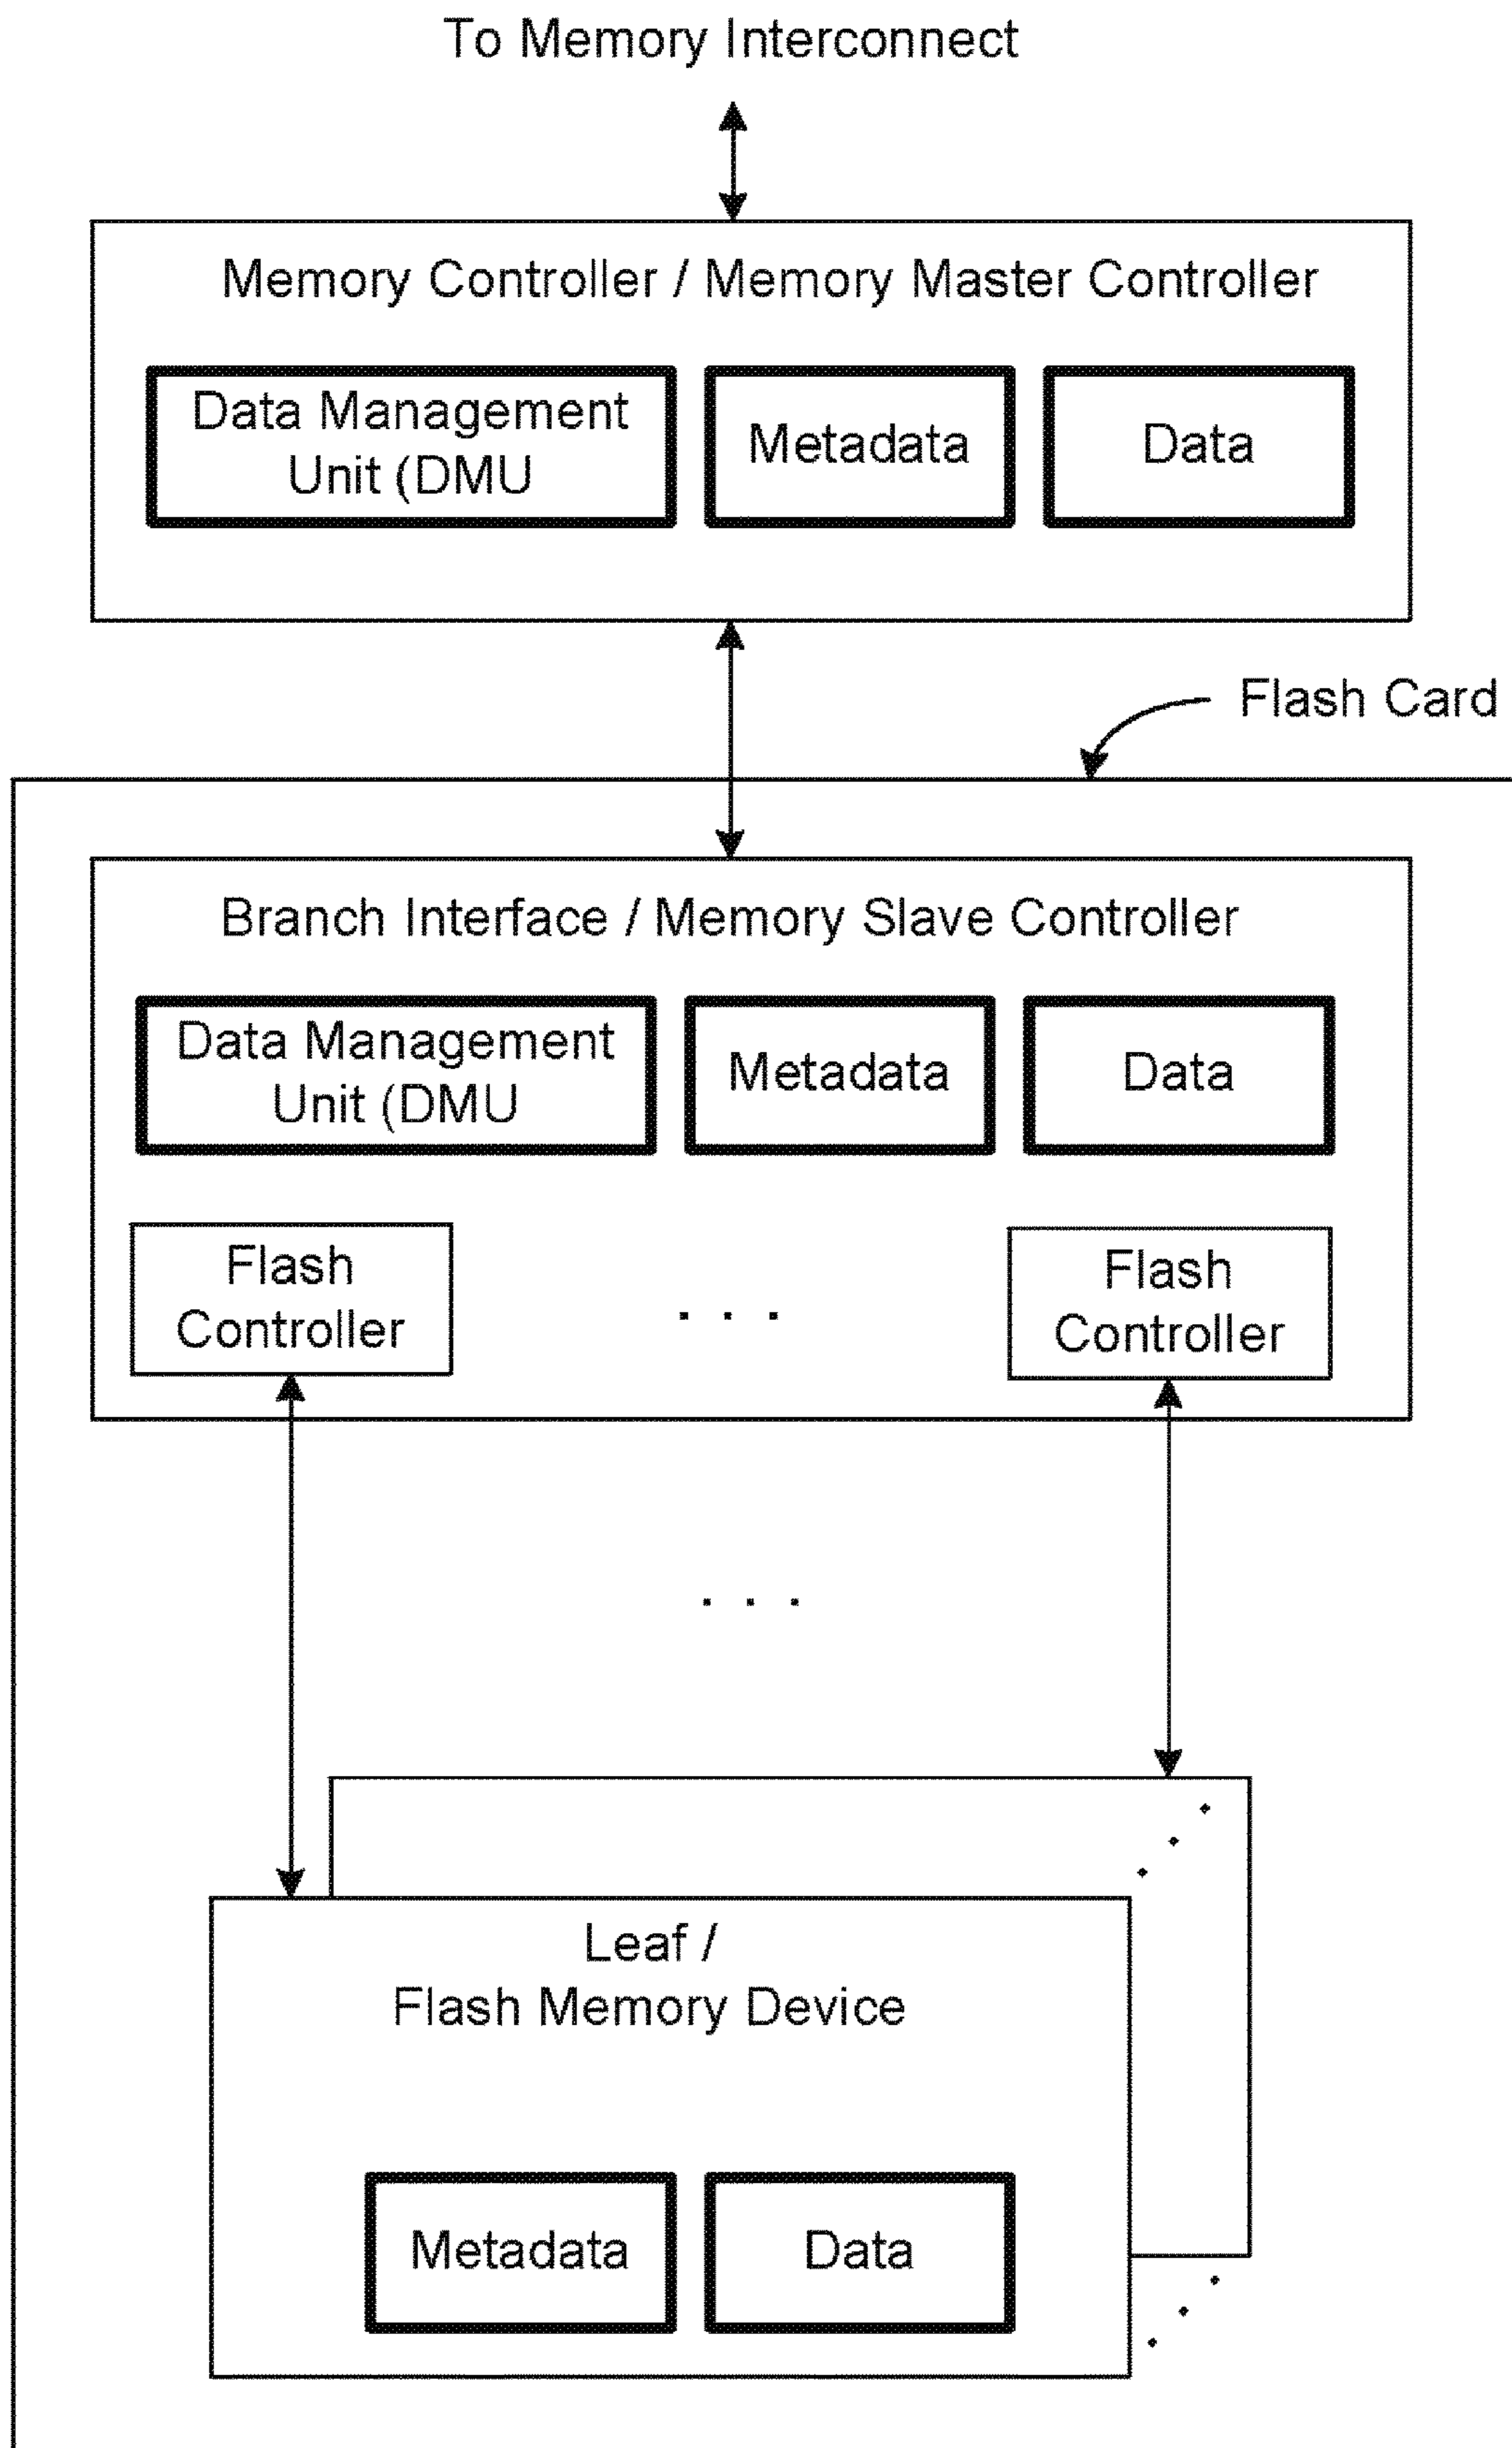 To Memory Interconnect
Memory Controller / Memory Master Controller
Data Management
Unit (DMU
Metadata
Data
Flash Card
Branch Interface / Memory Slave Controller
Data Management
Unit (DMU
Metadata
Data
Flash
Controller
. . .
Flash
Controller
. . .
Leaf /
Flash Memory Device
Metadata
Data